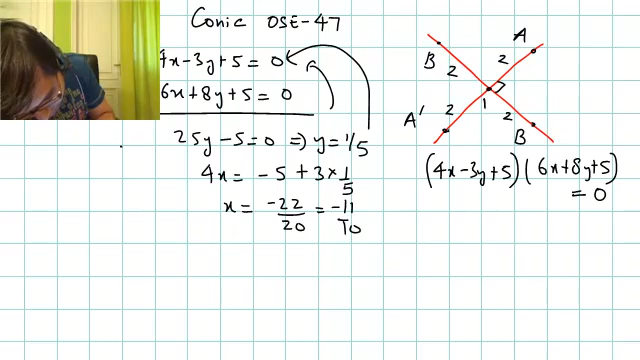 Conic OSE-47
4x-3y+5=0
6x+8y+5=0
25y-5=0 => y=1/5
4x = -5 + 3 × 1/5
x = -22/20 = -11/10
A
B 2 2
1
A' 2 2 B
(4x-3y+5)(6x+8y+5)
= 0